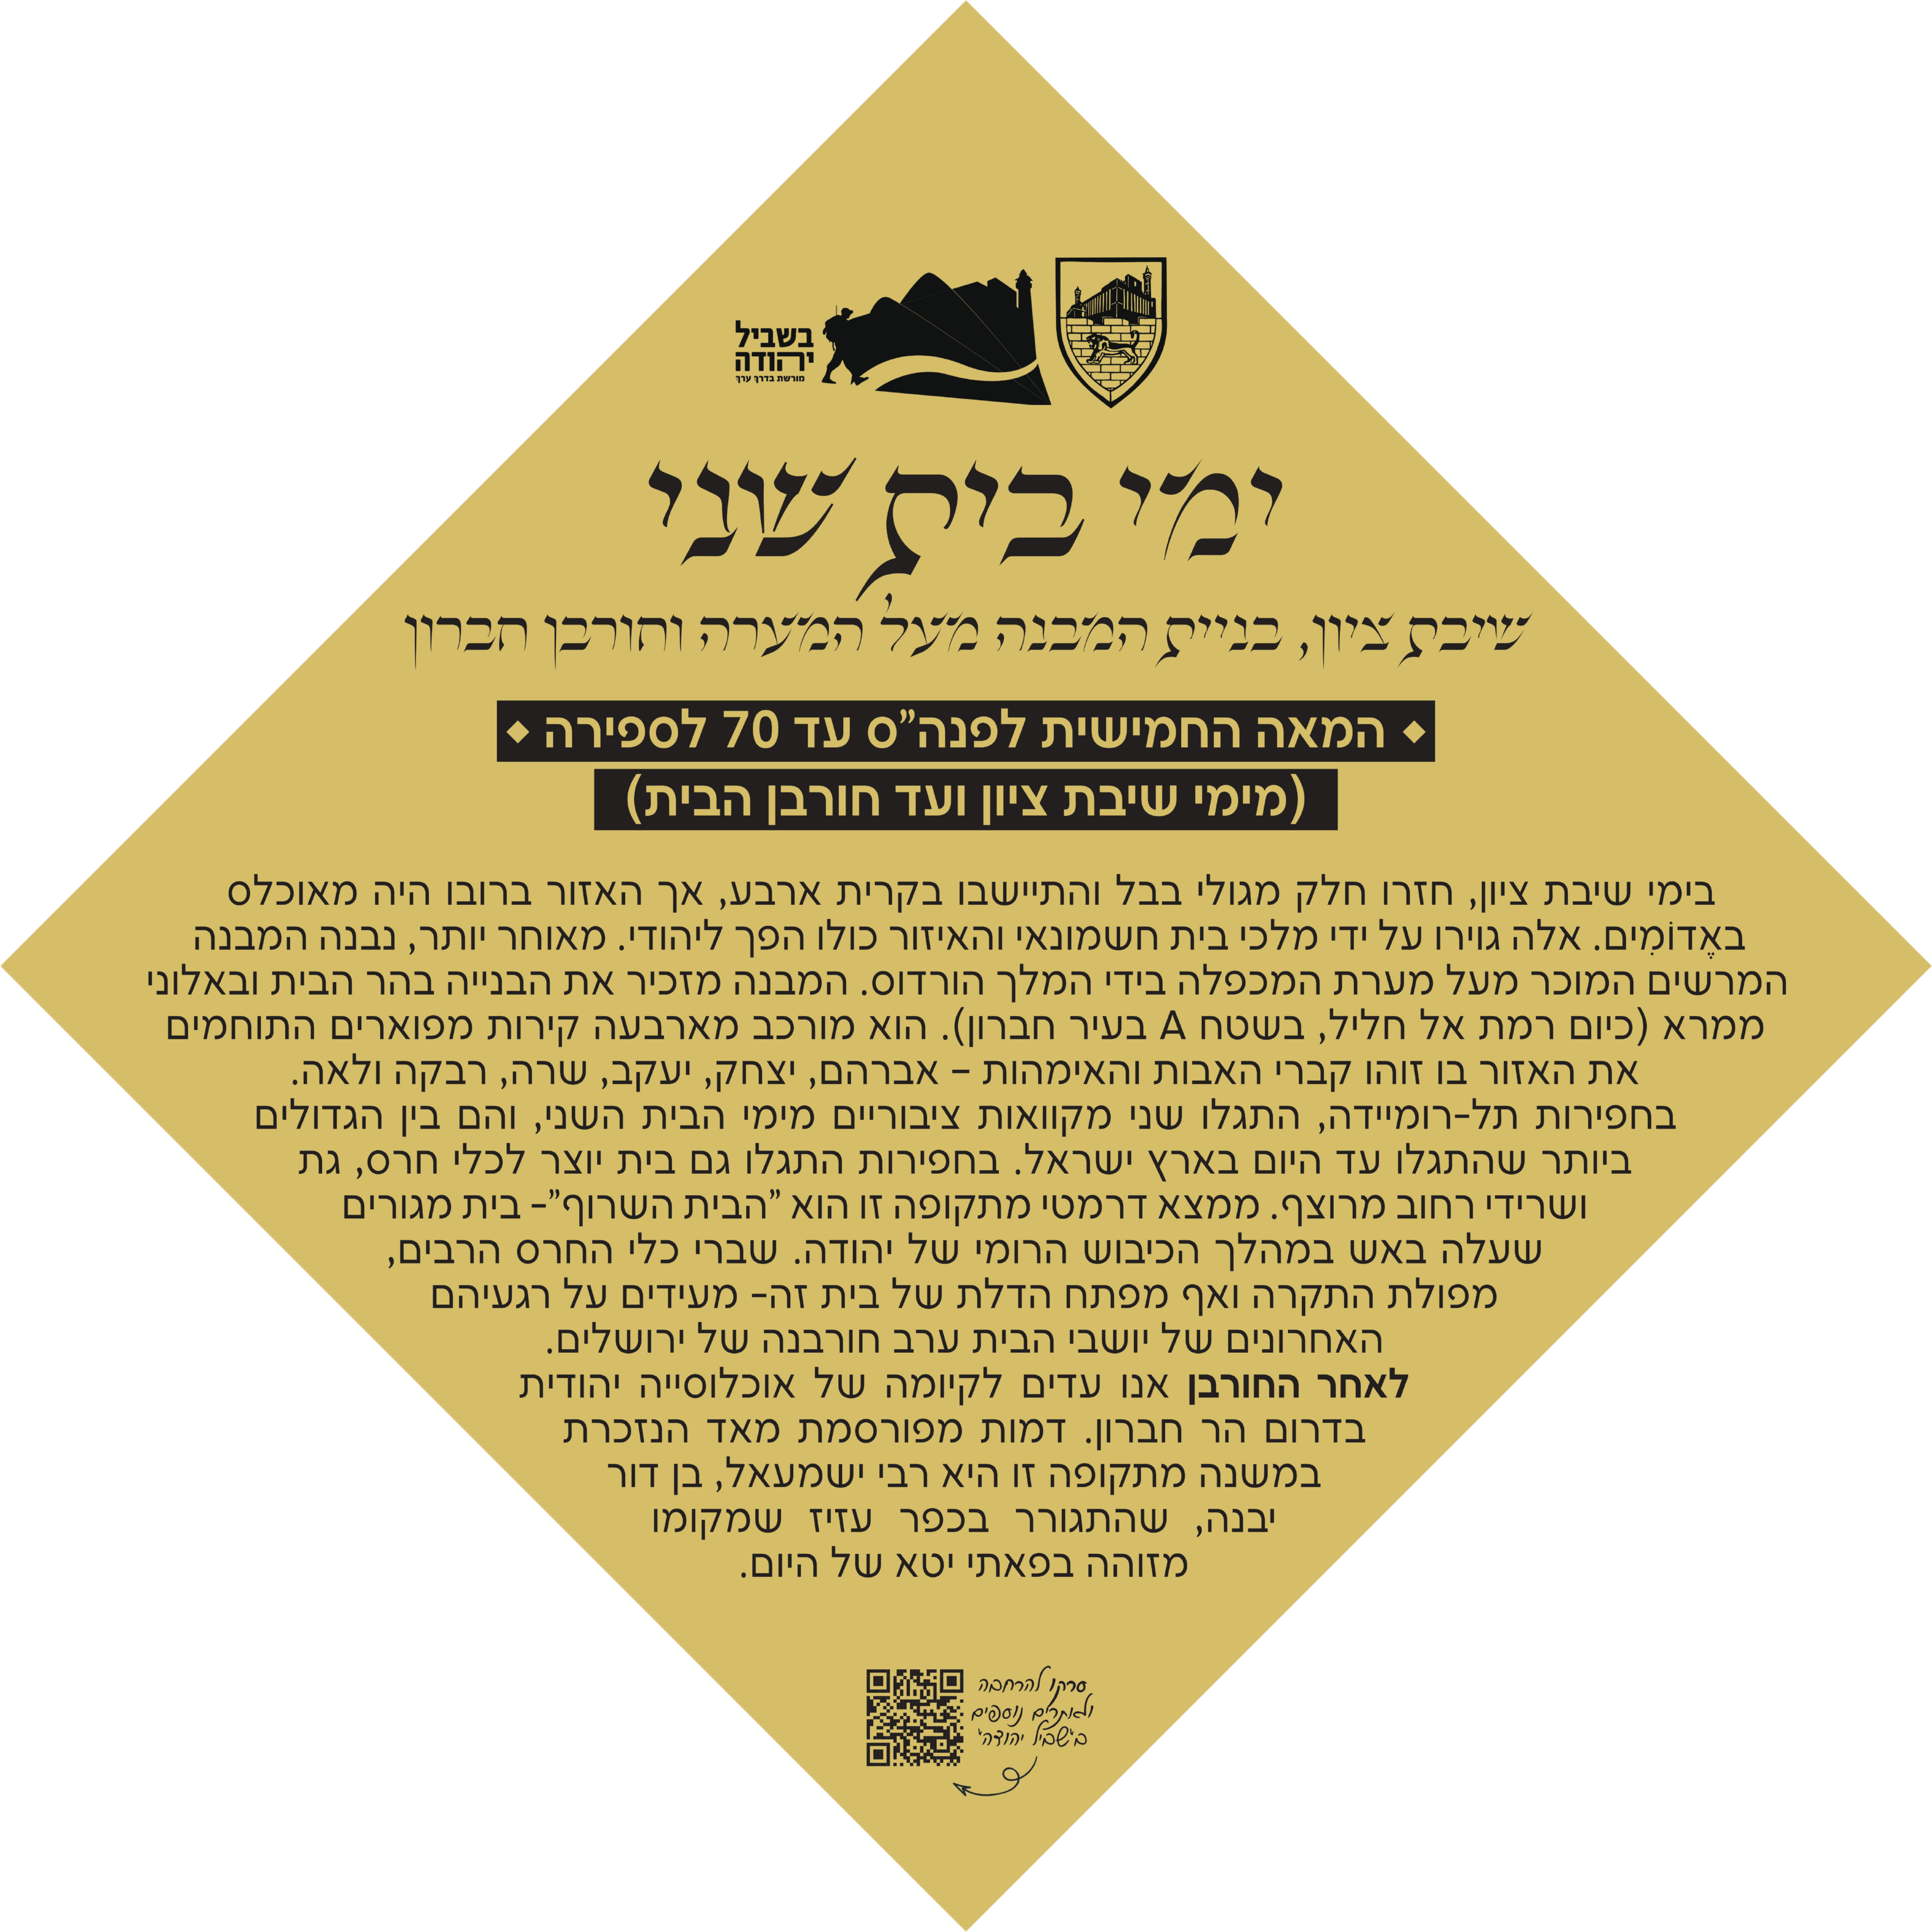 בשביל
יהודה
מורשת בדרך ערך
ימי בית שני
שיבת ציון, בניית המבנה מעל המערה וחורבן חברון
המאה החמישית לפנה"ס עד 70 לספירה
(מימי שיבת ציון ועד חורבן הבית)
בימי שיבת ציון, חזרו חלק מגולי בבל והתיישבו בקרית ארבע, אך האזור ברובו היה מאוכלס
באֱדוֹמִים. אלה גוירו על ידי מלכי בית חשמונאי והאיזור כולו הפך ליהודי. מאוחר יותר, נבנה המבנה
המרשים המוכר מעל מערת המכפלה בידי המלך הורדוס. המבנה מזכיר את הבנייה בהר הבית ובאלוני
ממרא (כיום רמת אל חליל, בשטח A בעיר חברון). הוא מורכב מארבעה קירות מפוארים התוחמים
את האזור בו זוהו קברי האבות והאימהות – אברהם, יצחק, יעקב, שרה, רבקה ולאה.
בחפירות תל-רומיידה, התגלו שני מקוואות ציבוריים מימי הבית השני, והם בין הגדולים
ביותר שהתגלו עד היום בארץ ישראל. בחפירות התגלו גם בית יוצר לכלי חרס, גת
ושרידי רחוב מרוצף. ממצא דרמטי מתקופה זו הוא "הבית השרוף"- בית מגורים
שעלה באש במהלך הכיבוש הרומי של יהודה. שברי כלי החרס הרבים,
מפולת התקרה ואף מפתח הדלת של בית זה- מעידים על רגעיהם
האחרונים של יושבי הבית ערב חורבנה של ירושלים.
לאחר החורבן אנו עדים לקיומה של אוכלוסייה יהודית
בדרום הר חברון. דמות מפורסמת מאד הנזכרת
במשנה מתקופה זו היא רבי ישמעאל, בן דור
יבנה, שהתגורר בכפר עזיז שמקומו
מזוהה בפאתי יטא של היום.
סרקו להרחבה
ולאתרים נוספים
ב"שביל יהודה"